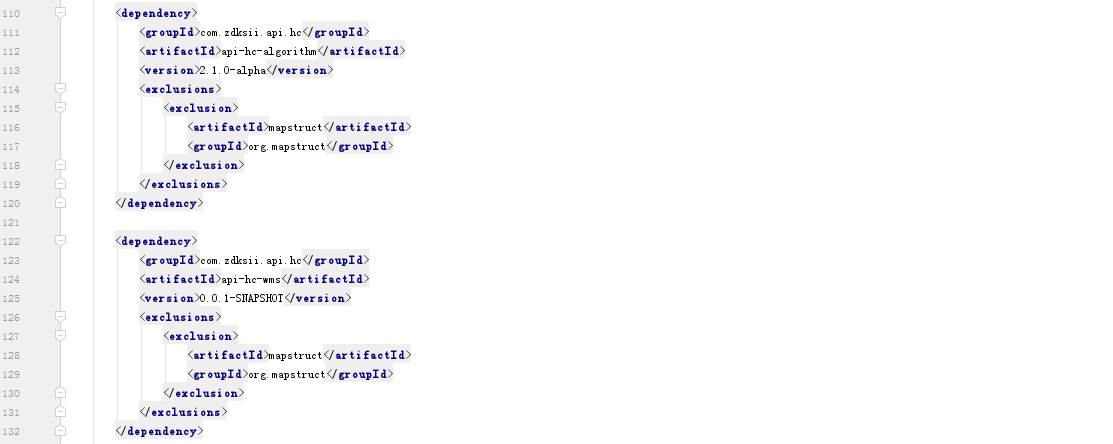 110 <dependency>
111 <groupId>com.zdksii.api.hc</groupId>
112 <artifactId>api-hc-algorithm</artifactId>
113 <version>2.1.0-alpha</version>
114 <exclusions>
115 <exclusion>
116 <artifactId>mapstruct</artifactId>
117 <groupId>org.mapstruct</groupId>
118 </exclusion>
119 </exclusions>
120 </dependency>
121
122 <dependency>
123 <groupId>com.zdksii.api.hc</groupId>
124 <artifactId>api-hc-wms</artifactId>
125 <version>0.0.1-SNAPSHOT</version>
126 <exclusions>
127 <exclusion>
128 <artifactId>mapstruct</artifactId>
129 <groupId>org.mapstruct</groupId>
130 </exclusion>
131 </exclusions>
132 </dependency>